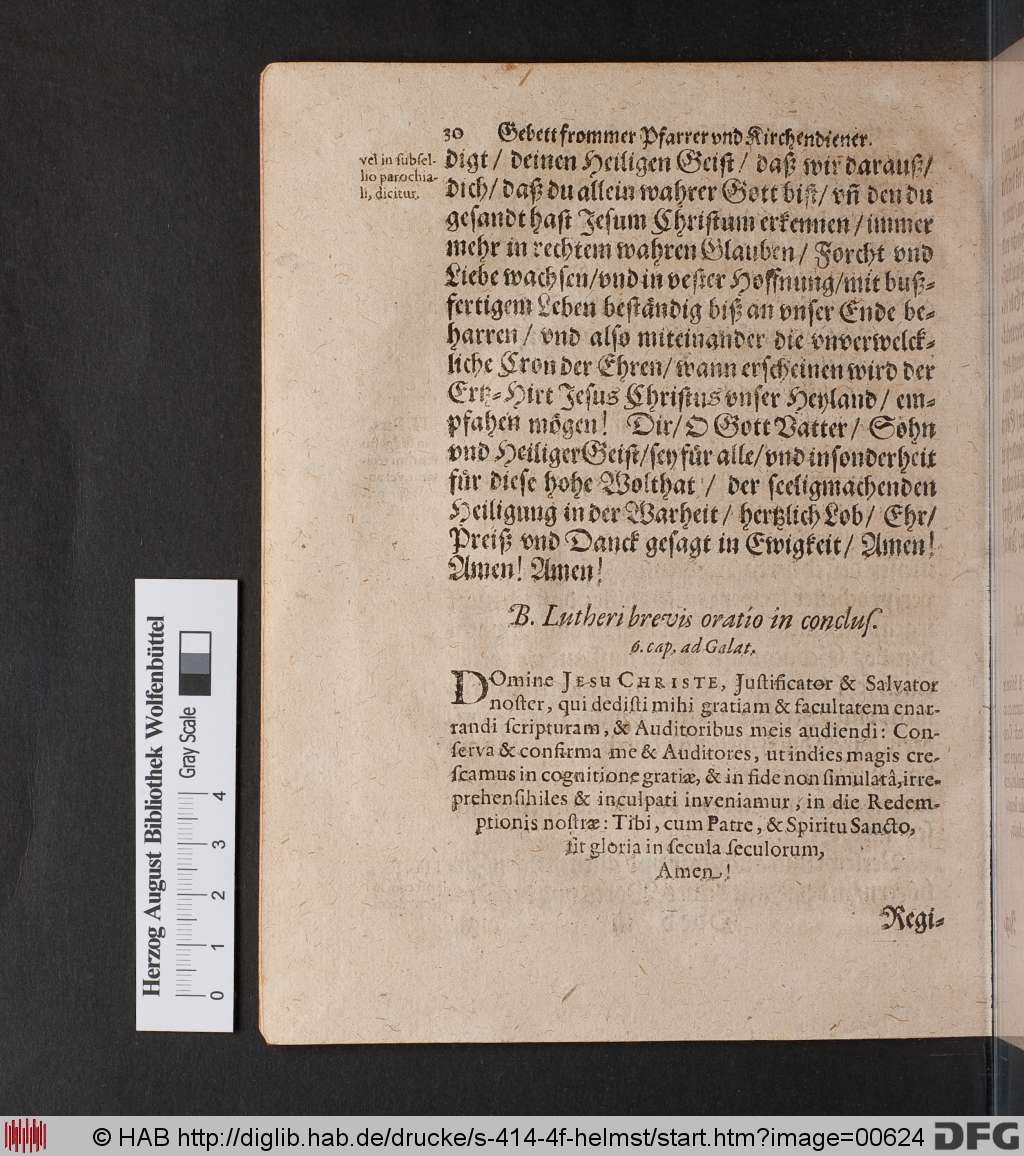 30 Gebett frommer Pfarrer vnd Kirchendiener.
vel in subsel-
lio parochia-
li, dicitur.
digt / deinen Heiligen Geist / daß wir darauß /
dich / daß du allein wahrer Gott bist / vñ den du
gesandt hast Jesum Christum erkennen / immer
mehr in rechtem wahren Glauben / Forcht vnd
Liebe wachsen / vnd in vester Hoffnung / mit buß-
fertigem Leben beständig biß an vnser Ende be-
harren / vnd also miteinander die vnverwelck-
liche Cron der Ehren / wann erscheinen wird der
Ertz-Hirt Jesus Christus vnser Heyland / em-
pfahen mögen! Dir / O Gott Vatter / Sohn
vnd Heiliger Geist / sey für alle / vnd insonderheit
für diese hohe Wolthat / der seeligmachenden
Heiligung in der Warheit / hertzlich Lob / Ehr /
Preiß vnd Danck gesagt in Ewigkeit / Amen!
Amen! Amen!
B. Lutheri brevis oratio in conclus.
6. cap. ad Galat.
DOmine JESU CHRISTE, Justificator & Salvator
noster, qui dedisti mihi gratiam & facultatem enar-
randi scripturam, & Auditoribus meis audiendi: Con-
serva & confirma me & Auditores, ut indies magis cre-
scamus in cognitione gratiæ, & in fide non simulatâ, irre-
prehensihiles & inculpati inveniamur, in die Redem-
ptionis nostræ: Tibi, cum Patre, & Spiritu Sancto,
sit gloria in secula seculorum,
Amen!
Regi-
Herzog August Bibliothek Wolfenbüttel
Gray Scale
0 1 2 3 4
© HAB http://diglib.hab.de/drucke/s-414-4f-helmst/start.htm?image=00624 DFG